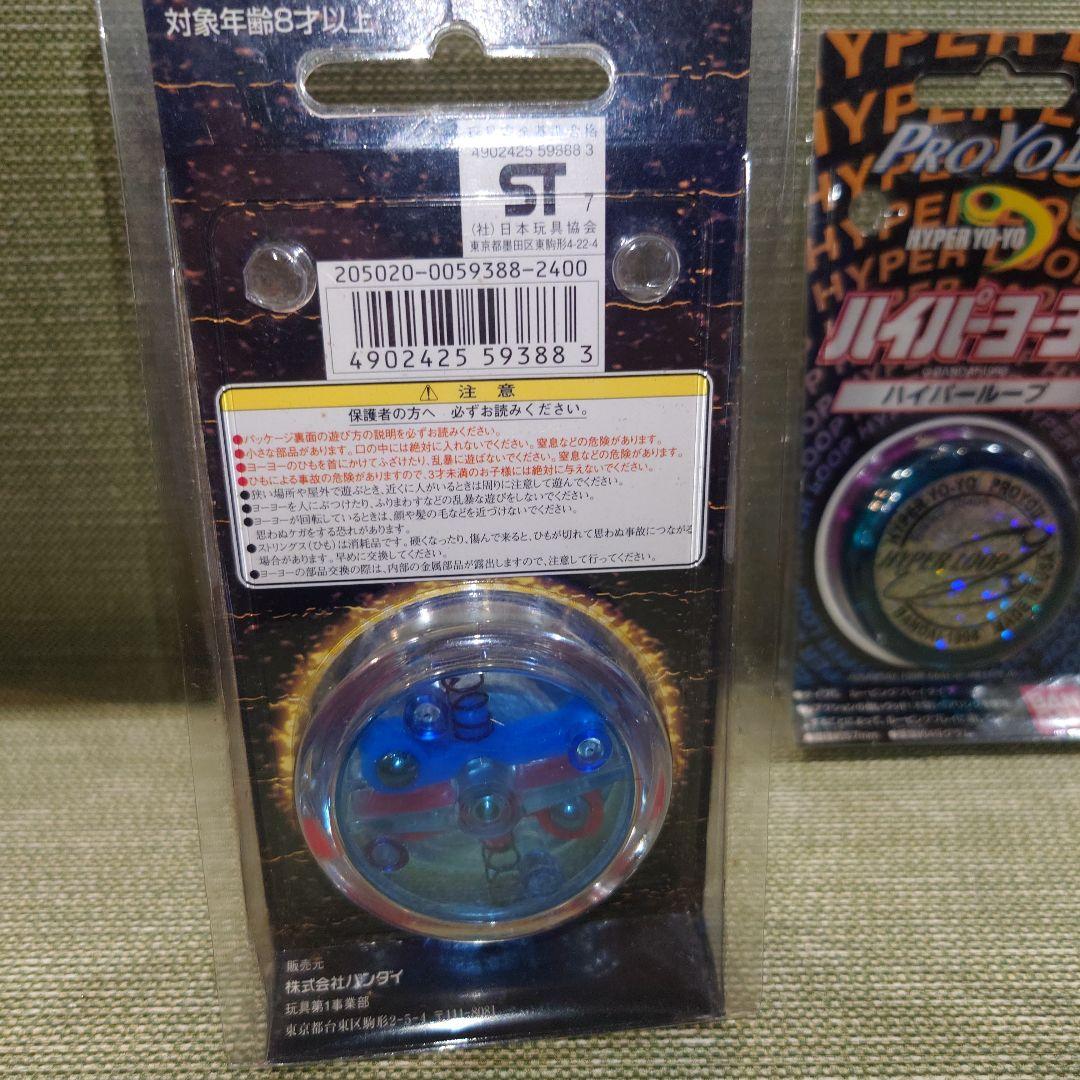 対象年齢8才以上
玩具安全基準合格
4902425 59388 3
ST 7
(社)日本玩具協会
東京都墨田区東駒形4-22-4
205020-0059388-2400
4902425 593883
⚠ 注意
保護者の方へ 必ずお読みください。
●パッケージ裏面の遊び方の説明を必ずお読みください。
●小さな部品があります。口の中には絶対に入れないでください。窒息などの危険があります。
●ヨーヨーのひもを首にかけてふざけたり、乱暴に遊ばないでください。窒息などの危険があります。
●ひもによる事故の危険がありますので、3才未満のお子様には絶対に与えないでください。
●狭い場所や屋外で遊ぶとき、近くに人がいるときは周りに注意して遊んでください。
●ヨーヨーを人にぶつけたり、ふりまわすなどの乱暴な遊びをしないでください。
●ヨーヨーが回転しているときは、顔や髪の毛などを近づけないでください。
思わぬケガをする恐れがあります。
●ストリングス(ひも)は消耗品です。硬くなったり、傷んで来ると、ひもが切れて思わぬ事故につながる
場合があります。早めに交換してください。
●ヨーヨーの部品交換の際は、内部の金属部品が露出しますので、注意して行ってください。
販売元
株式会社バンダイ
玩具第1事業部
東京都台東区駒形2-5-4 〒111-8081
HYPER
HYPER
PROYO
HYPER YO-YO
HYPER LOOP
ハイパーヨーヨ
ハイパーループ
HYPER YO-YO PROYO
HYPER LOOP